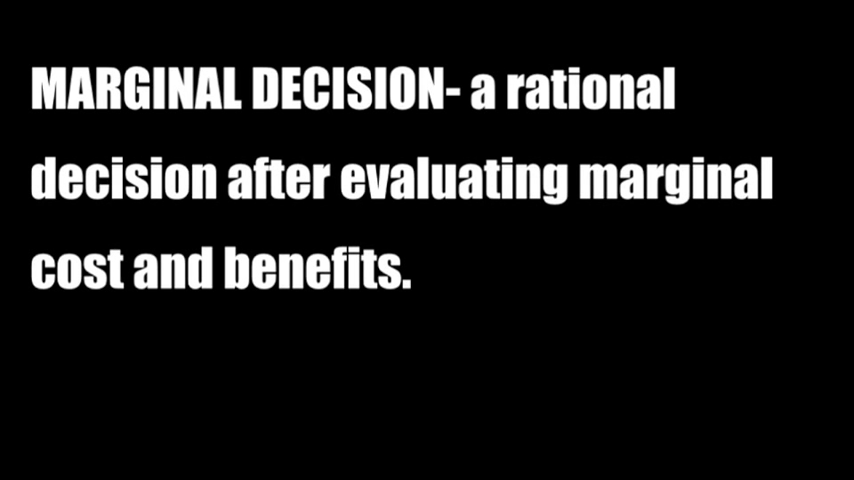 MARGINAL DECISION- a rational
decision after evaluating marginal
cost and benefits.